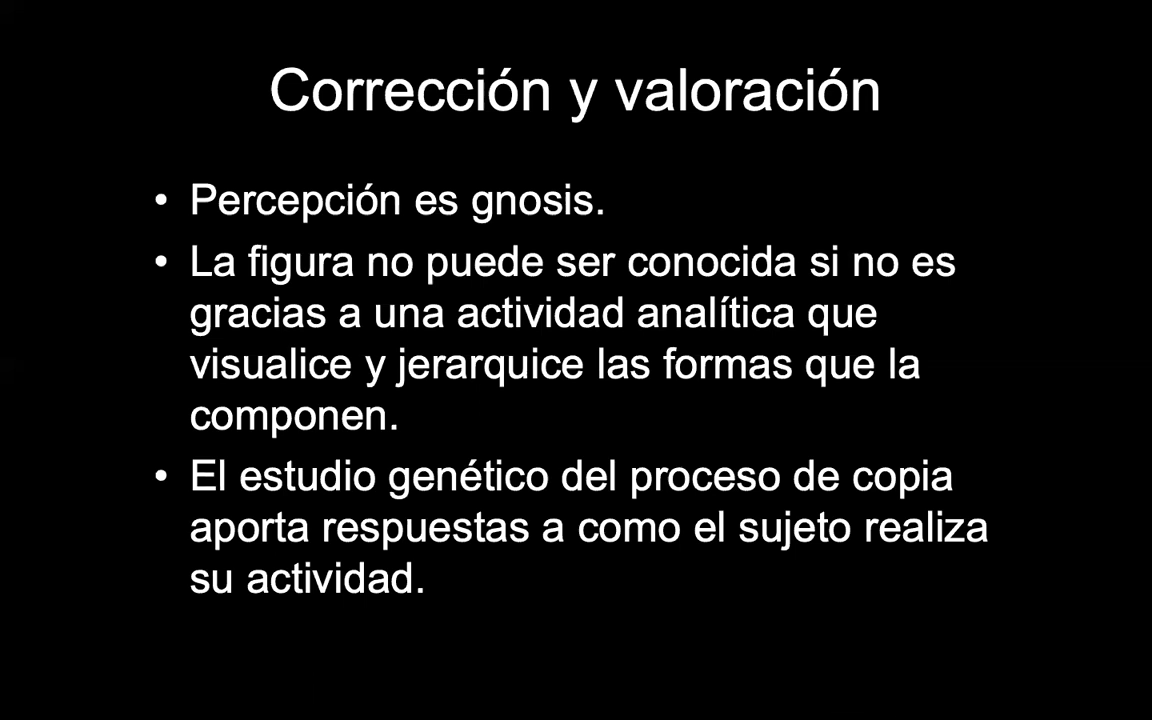 Corrección y valoración
• Percepción es gnosis.
• La figura no puede ser conocida si no es
gracias a una actividad analítica que
visualice y jerarquice las formas que la
componen.
• El estudio genético del proceso de copia
aporta respuestas a como el sujeto realiza
su actividad.